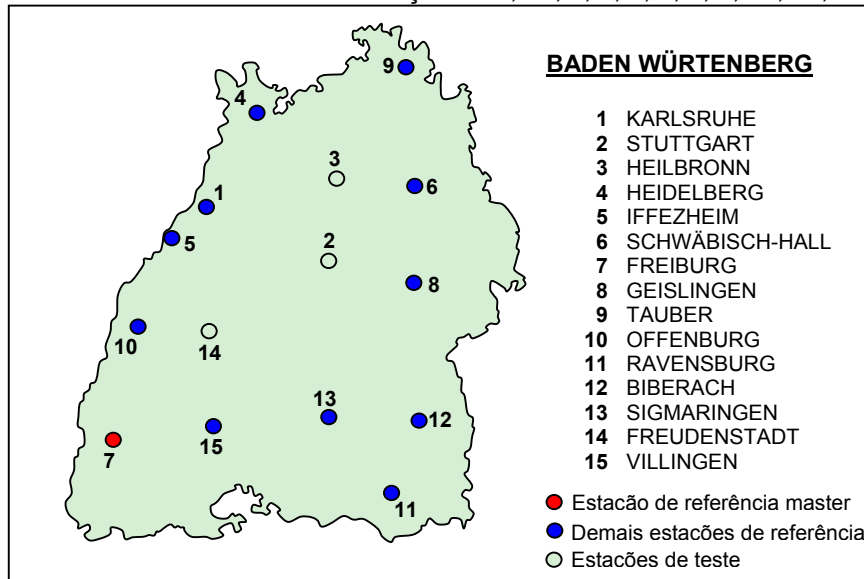 BADEN WÜRTENBERG
1 KARLSRUHE
2 STUTTGART
3 HEILBRONN
4 HEIDELBERG
5 IFFEZHEIM
6 SCHWÄBISCH-HALL
7 FREIBURG
8 GEISLINGEN
9 TAUBER
10 OFFENBURG
11 RAVENSBURG
12 BIBERACH
13 SIGMARINGEN
14 FREUDENSTADT
15 VILLINGEN
Estacão de referência master
Demais estacões de referência
Estacões de teste
9
4
3
6
1
5
2
8
10
14
13
12
15
7
11